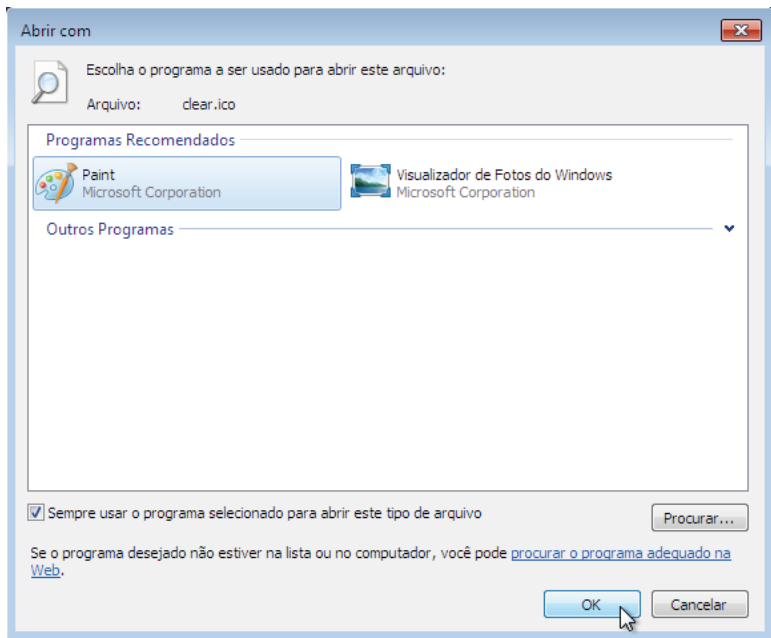 Abrir com
Escolha o programa a ser usado para abrir este arquivo:
Arquivo: clear.ico
Programas Recomendados
Paint
Microsoft Corporation
Visualizador de Fotos do Windows
Microsoft Corporation
Outros Programas
Sempre usar o programa selecionado para abrir este tipo de arquivo
Procurar...
Se o programa desejado não estiver na lista ou no computador, você pode procurar o programa adequado na
Web.
OK
Cancelar